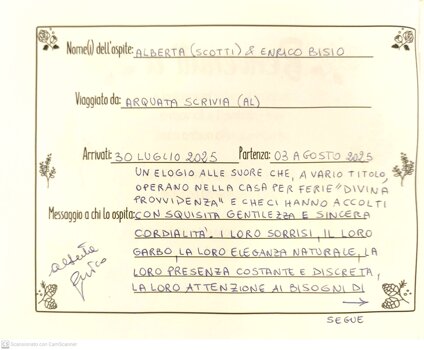 Nome(i) dell'ospite: ALBERTA (SCOTTI) & ENRICO BISIO
Viaggiato da: ARQUATA SCRIVIA (AL)
Arrivati: 30 LUGLIO 2025 Partenza: 03 AGOSTO 2025
UN ELOGIO ALLE SUORE CHE, A VARIO TITOLO,
OPERANO NELLA CASA PER FERIE "DIVINA
PROVVIDENZA" E CHE CI HANNO ACCOLTI
Messaggio a chi lo ospita: CON SQUISITA GENTILEZZA E SINCERA
CORDIALITA'. I LORO SORRISI, IL LORO
GARBO, LA LORO ELEGANZA NATURALE, LA
LORO PRESENZA COSTANTE E DISCRETA,
LA LORO ATTENZIONE AI BISOGNI DI
Alberta
Enrico
SEGUE
Scansionato con CamScanner